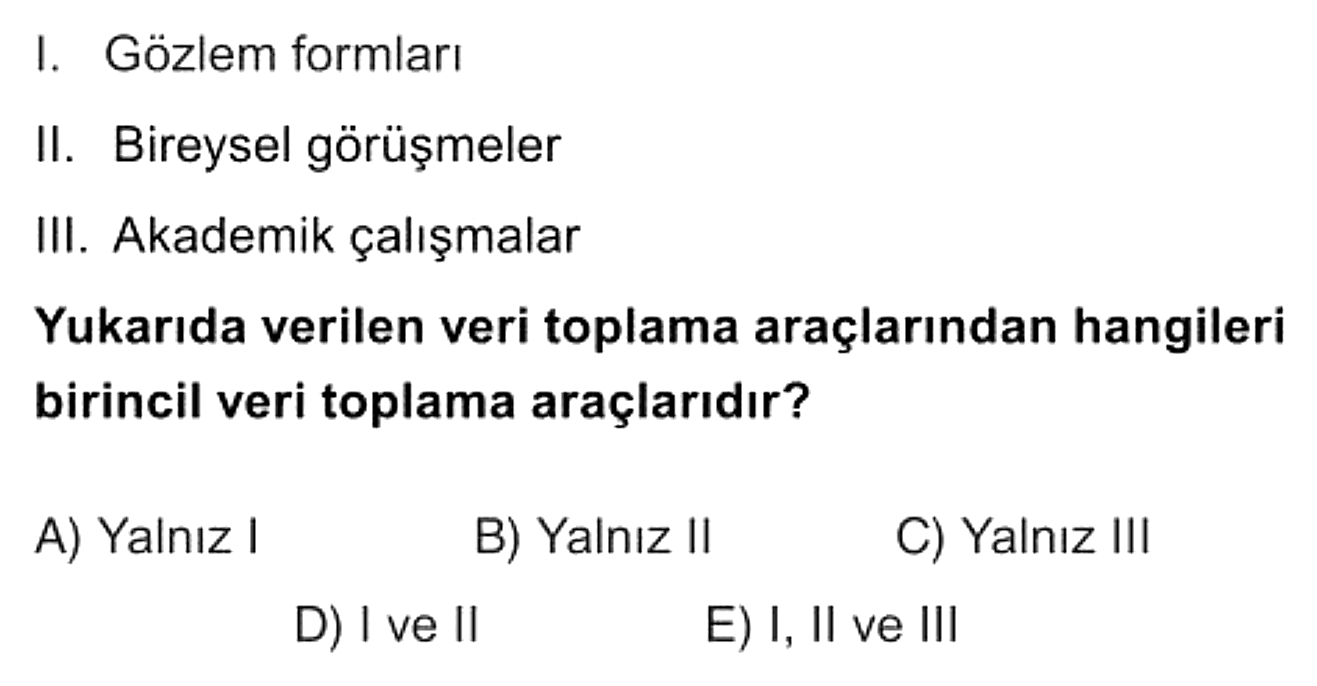 I. Gözlem formları
II. Bireysel görüşmeler
III. Akademik çalışmalar
Yukarıda verilen veri toplama araçlarından hangileri
birincil veri toplama araçlarıdır?
A) Yalnız I B) Yalnız II C) Yalnız III
D) I ve II E) I, II ve III